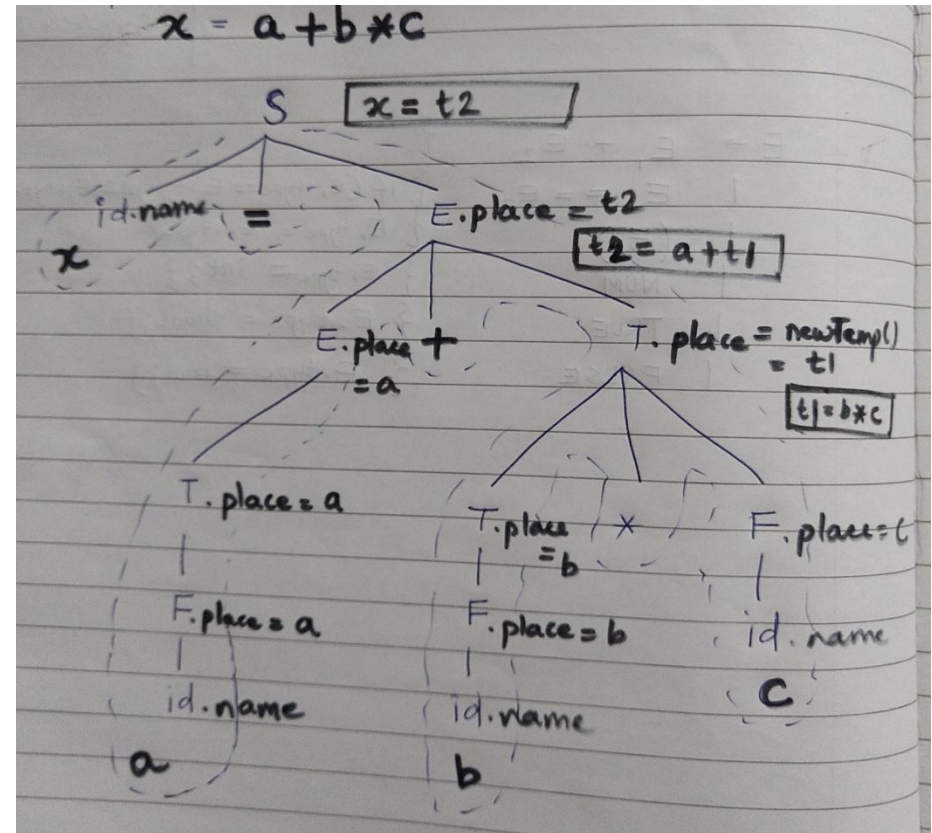 x = a + b * c
S x = t2
id.name = E.place = t2
x
t2 = a + t1
E.place + T.place = newTemp()
= a = t1
t1 = b * c
T.place = a
T.place * F.place = c
= b
F.place = a F.place = b id.name
c
id.name id.name
a b